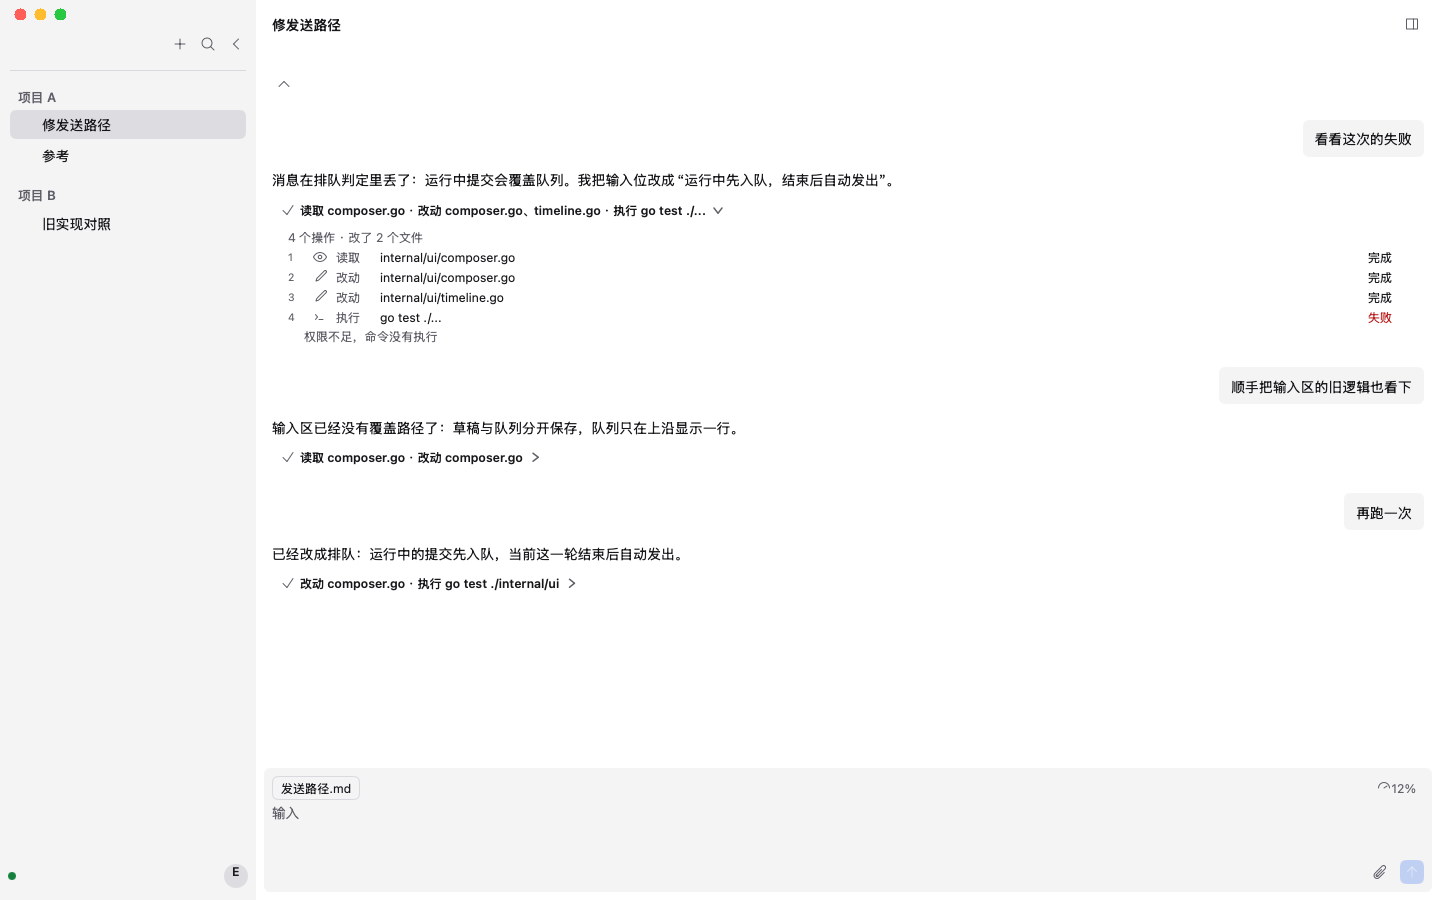 修发送路径
项目 A
修发送路径
参考
项目 B
旧实现对照
E
看看这次的失败
消息在排队判定里丢了：运行中提交会覆盖队列。我把输入位改成“运行中先入队，结束后自动发出”。
读取 composer.go · 改动 composer.go、timeline.go · 执行 go test ./...
4 个操作 · 改了 2 个文件
1 读取 internal/ui/composer.go 完成
2 改动 internal/ui/composer.go 完成
3 改动 internal/ui/timeline.go 完成
4 执行 go test ./... 失败
权限不足，命令没有执行
顺手把输入区的旧逻辑也看下
输入区已经没有覆盖路径了：草稿与队列分开保存，队列只在上沿显示一行。
读取 composer.go · 改动 composer.go
再跑一次
已经改成排队：运行中的提交先入队，当前这一轮结束后自动发出。
改动 composer.go · 执行 go test ./internal/ui
发送路径.md
12%
输入